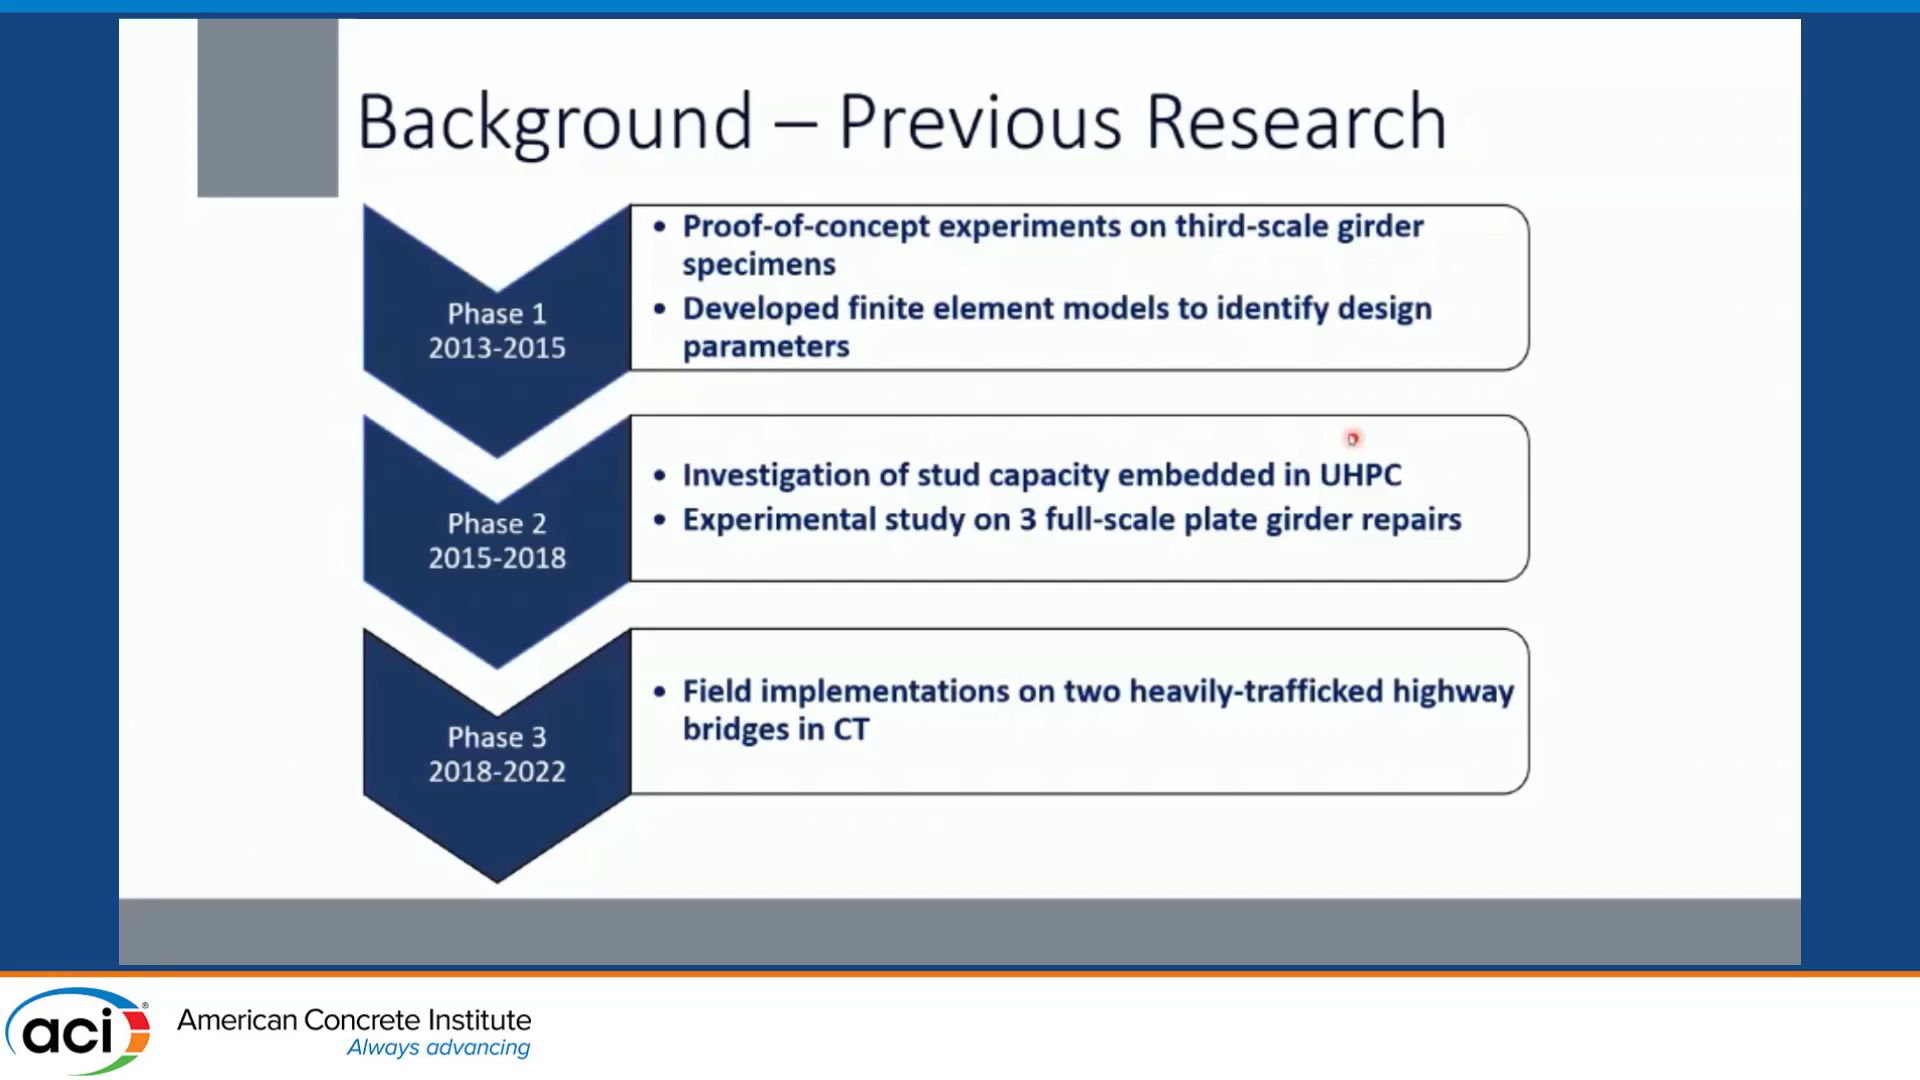 Background – Previous Research
Phase 1
2013-2015
• Proof-of-concept experiments on third-scale girder
specimens
• Developed finite element models to identify design
parameters
Phase 2
2015-2018
• Investigation of stud capacity embedded in UHPC
• Experimental study on 3 full-scale plate girder repairs
Phase 3
2018-2022
• Field implementations on two heavily-trafficked highway
bridges in CT
aci®
American Concrete Institute
Always advancing